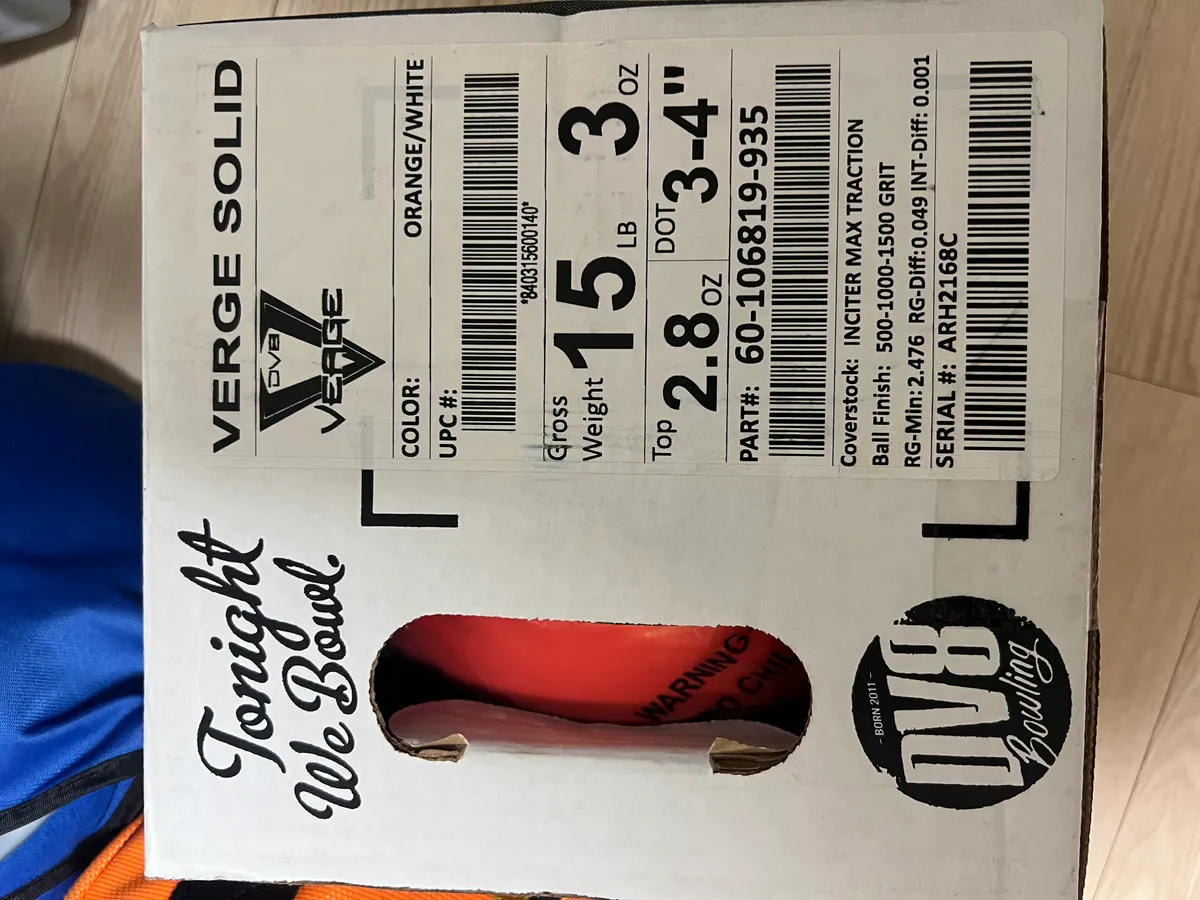 Tonight
We Bowl.
VERGE SOLID
DV8
VERGE
COLOR: ORANGE/WHITE
UPC #:
*840315600140*
Gross
Weight 15 LB 3 OZ
Top 2.8 OZ DOT 3-4"
PART#: 60-106819-935
Coverstock: INCITER MAX TRACTION
Ball Finish: 500-1000-1500 GRIT
RG-Min: 2.476 RG-Diff:0.049 INT-Diff: 0.001
SERIAL #: ARH2168C
WARNING
- BORN 2011 -
DV8
Bowling